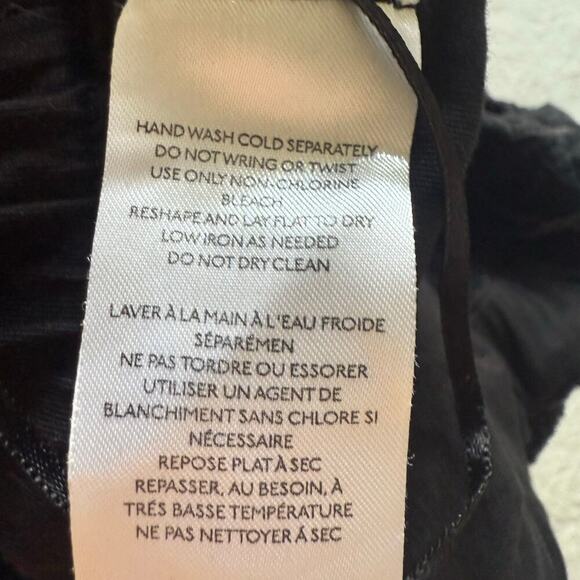 HAND WASH COLD SEPARATELY
DO NOT WRING OR TWIST
USE ONLY NON-CHLORINE
BLEACH
RESHAPE AND LAY FLAT TO DRY
LOW IRON AS NEEDED
DO NOT DRY CLEAN
LAVER À LA MAIN À L'EAU FROIDE
SÉPARÉMEN
NE PAS TORDRE OU ESSORER
UTILISER UN AGENT DE
BLANCHIMENT SANS CHLORE SI
NÉCESSAIRE
REPOSE PLAT À SEC
REPASSER, AU BESOIN, À
TRÉS BASSE TEMPÉRATURE
NE PAS NETTOYER À SEC